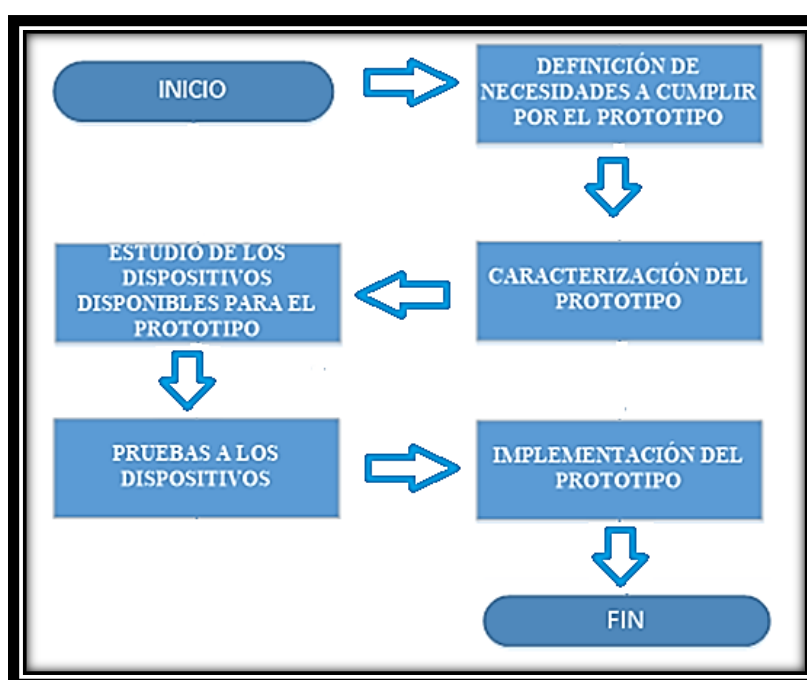 INICIO
DEFINICIÓN DE
NECESIDADES A CUMPLIR
POR EL PROTOTIPO
CARACTERIZACIÓN DEL
PROTOTIPO
ESTUDIÓ DE LOS
DISPOSITIVOS
DISPONIBLES PARA EL
PROTOTIPO
PRUEBAS A LOS
DISPOSITIVOS
IMPLEMENTACIÓN DEL
PROTOTIPO
FIN